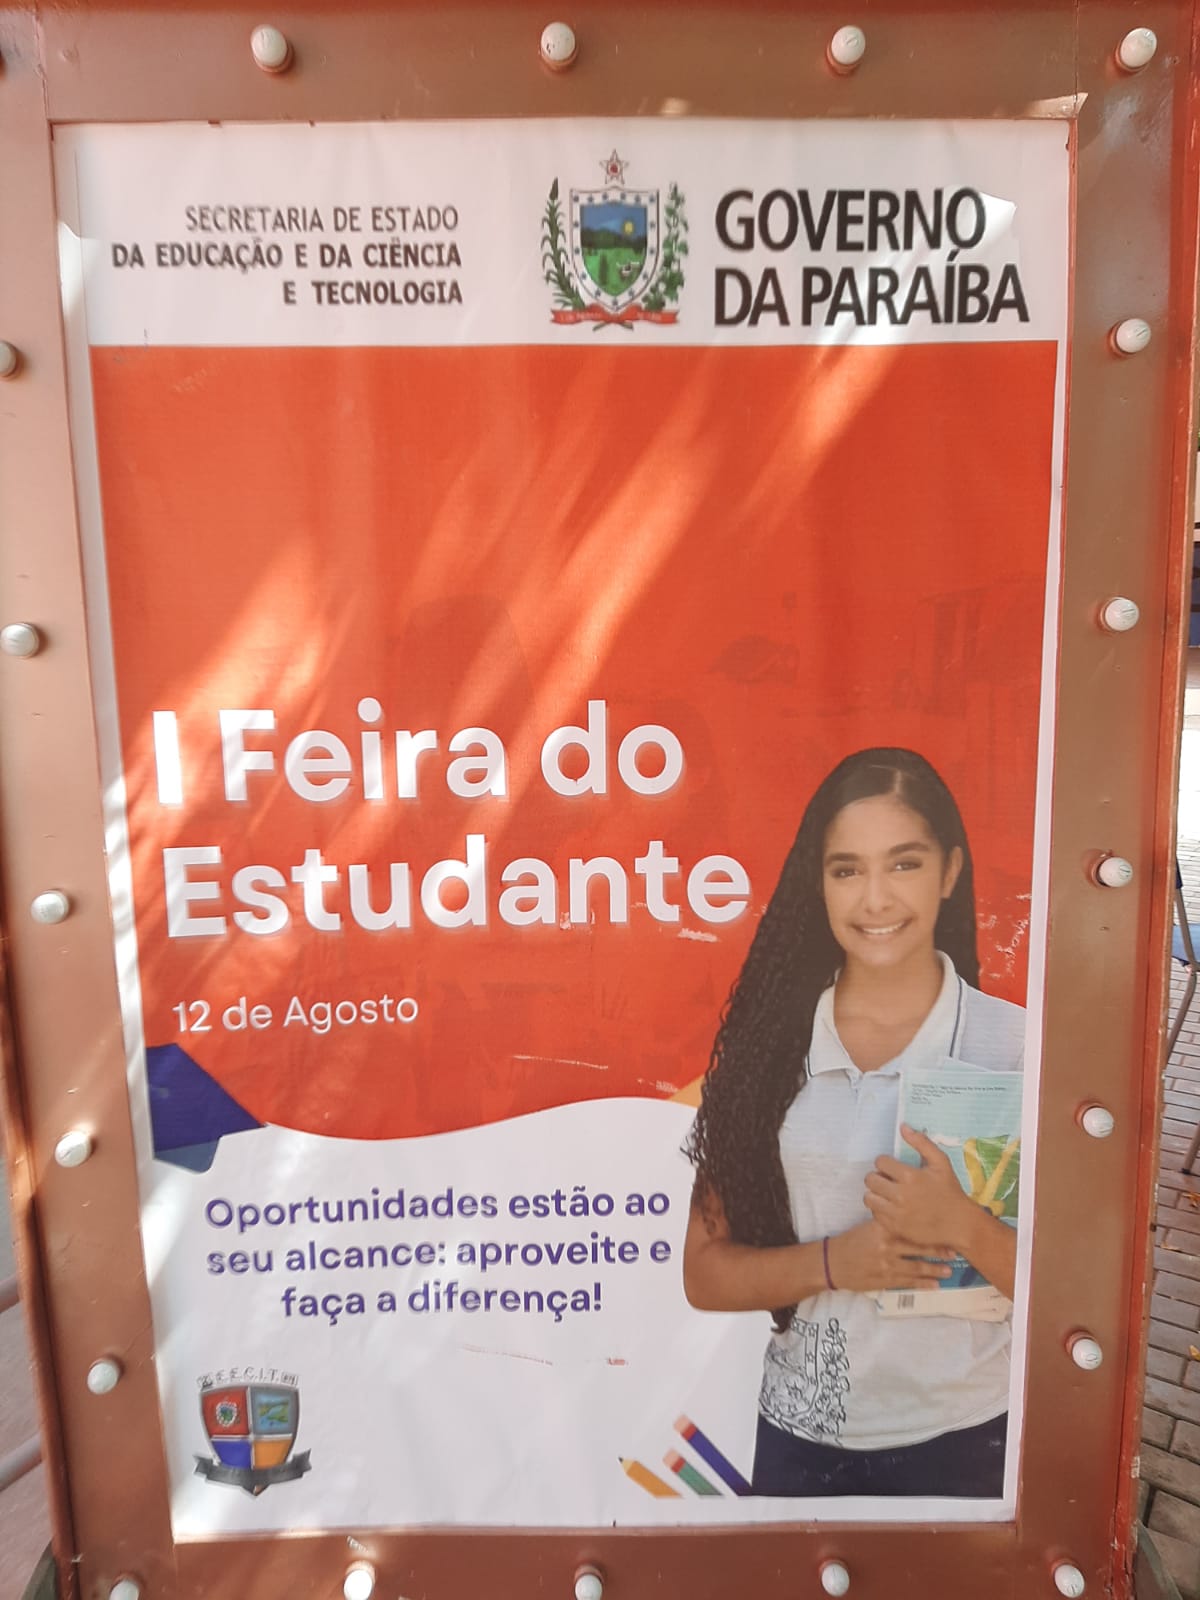 SECRETARIA DE ESTADO
DA EDUCAÇÃO E DA CIÊNCIA
E TECNOLOGIA
GOVERNO
DA PARAÍBA
I Feira do
Estudante
12 de Agosto
Oportunidades estão ao
seu alcance: aproveite e
faça a diferença!
E.E.C.I.T.